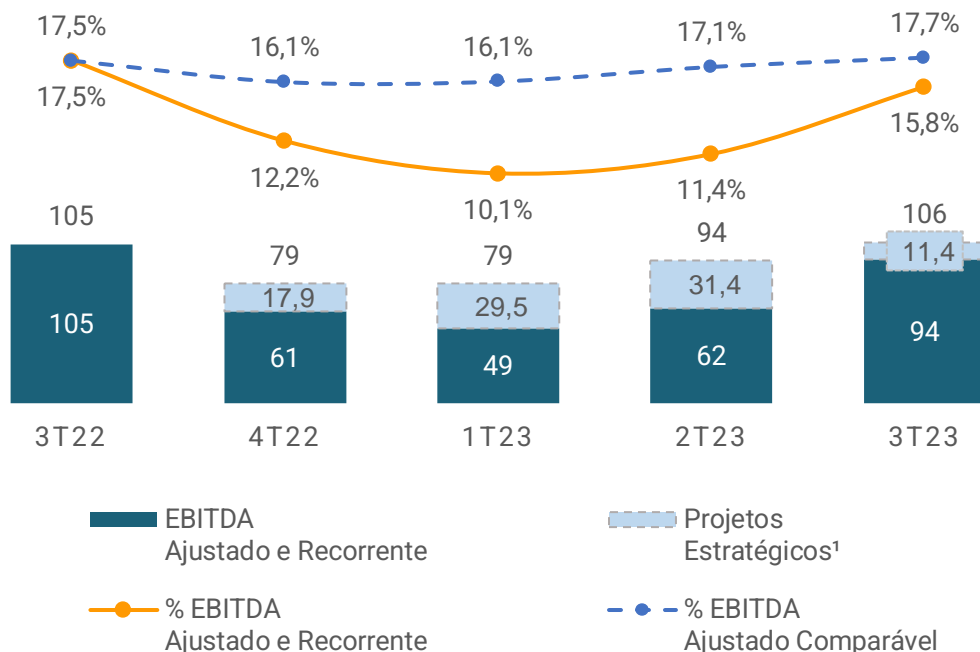 17,5% 16,1% 16,1% 17,1% 17,7%
17,5% 12,2% 10,1% 11,4% 15,8%
105 79 79 94 106
17,9 29,5 31,4 11,4
105 61 49 62 94
3T22 4T22 1T23 2T23 3T23
EBITDA
Ajustado e Recorrente
Projetos
Estratégicos¹
% EBITDA
Ajustado e Recorrente
% EBITDA
Ajustado Comparável